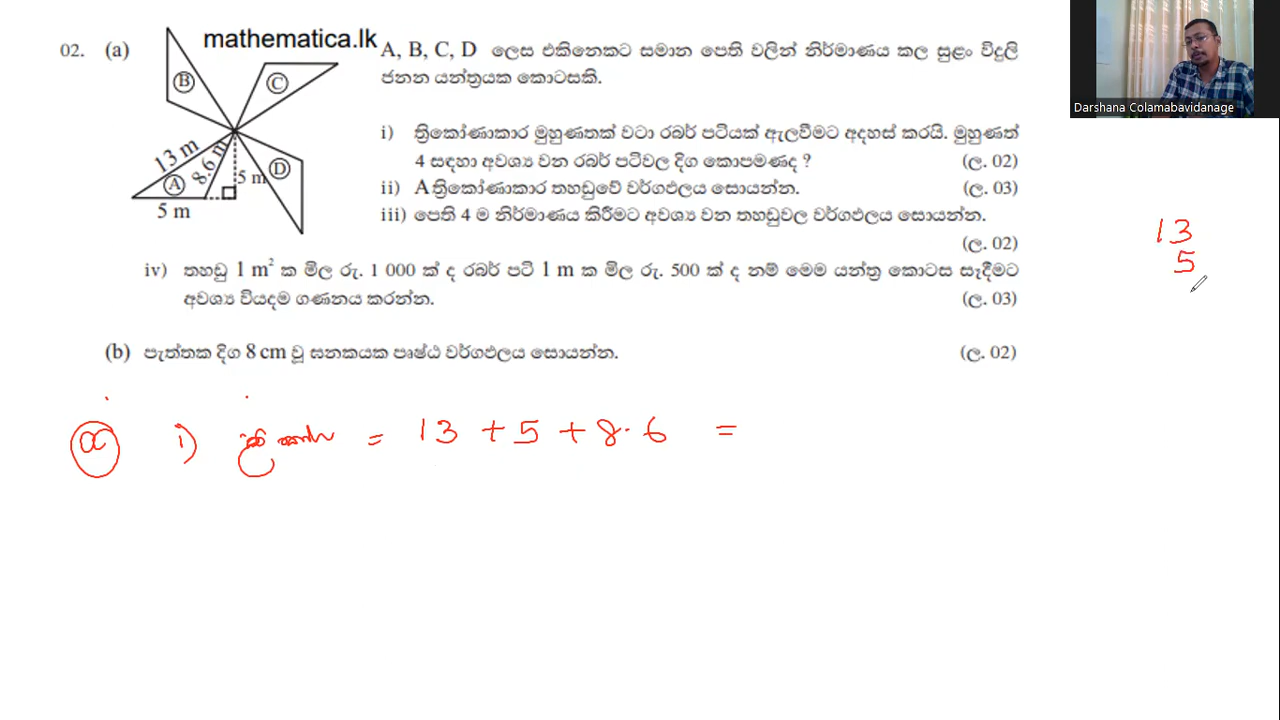 02. (a) mathematica.lk A, B, C, D ලෙස එකිනෙකට සමාන පෙති වලින් නිර්මාණය කල සුළං විදුලි
ජනන යන්ත්‍රයක කොටසකි.
B
C
13 m
8.6 m
A
5 m
D
5 m
i) ත්‍රිකෝණාකාර මුහුණතක් වටා රබර් පටියක් ඇලවීමට අදහස් කරයි. මුහුණත්
4 සඳහා අවශ්‍ය වන රබර් පටිවල දිග කොපමණද ? (ල. 02)
ii) A ත්‍රිකෝණාකාර තහඩුවේ වර්ගඵලය සොයන්න. (ල. 03)
iii) පෙති 4 ම නිර්මාණය කිරීමට අවශ්‍ය වන තහඩුවල වර්ගඵලය සොයන්න.
(ල. 02)
iv) තහඩු 1 m² ක මිල රු. 1 000 ක් ද රබර් පටි 1 m ක මිල රු. 500 ක් ද නම් මෙම යන්ත්‍ර කොටස සෑදීමට
අවශ්‍ය වියදම ගණනය කරන්න. (ල. 03)
(b) පැත්තක දිග 8 cm වූ ඝනකයක පෘෂ්ඨ වර්ගඵලය සොයන්න. (ල. 02)
i) = 13 + 5 + 8.6 =
13
5
Darshana Colamabavidanage